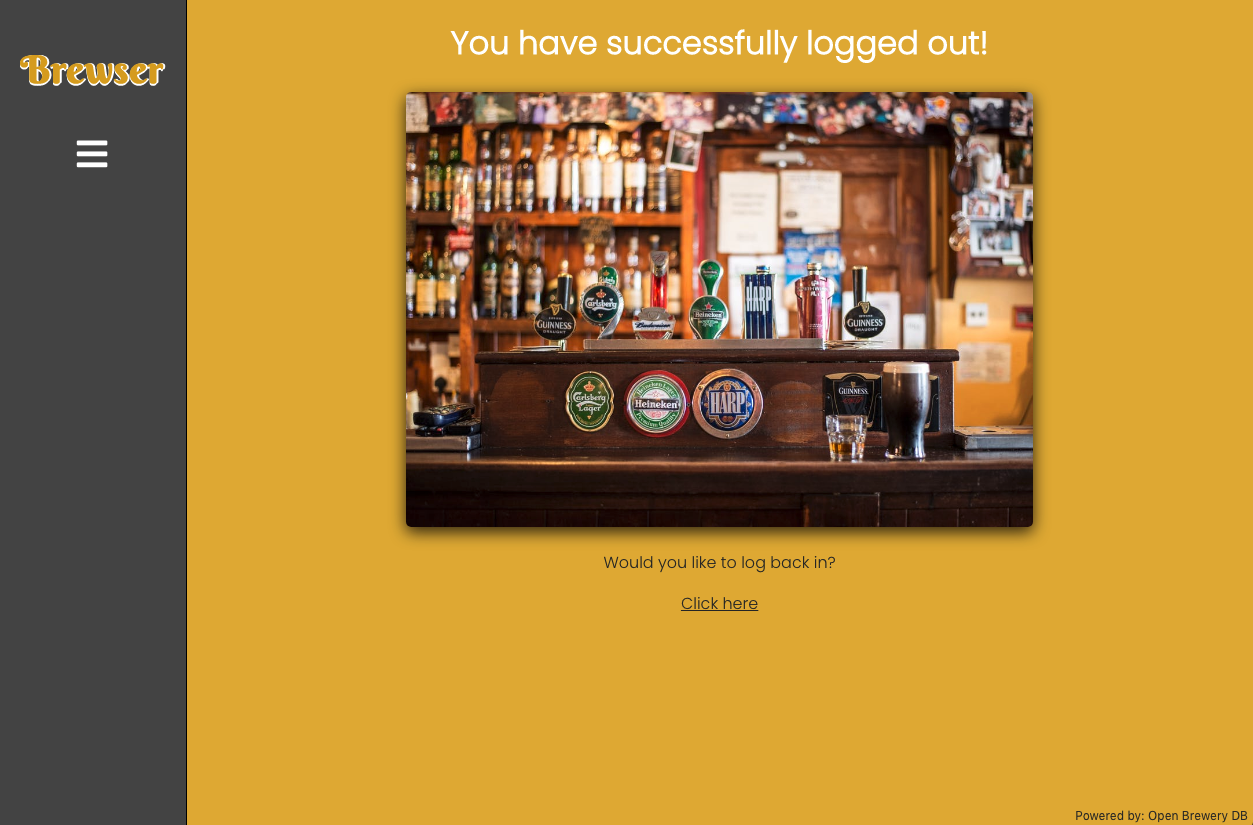 Brewser
You have successfully logged out!
GUINNESS
DRAUGHT
Carlsberg
Budweiser
Heineken
HARP
GUINNESS
DRAUGHT
Carlsberg
Lager
Heineken
HARP
GUINNESS
Would you like to log back in?
Click here
Powered by: Open Brewery DB